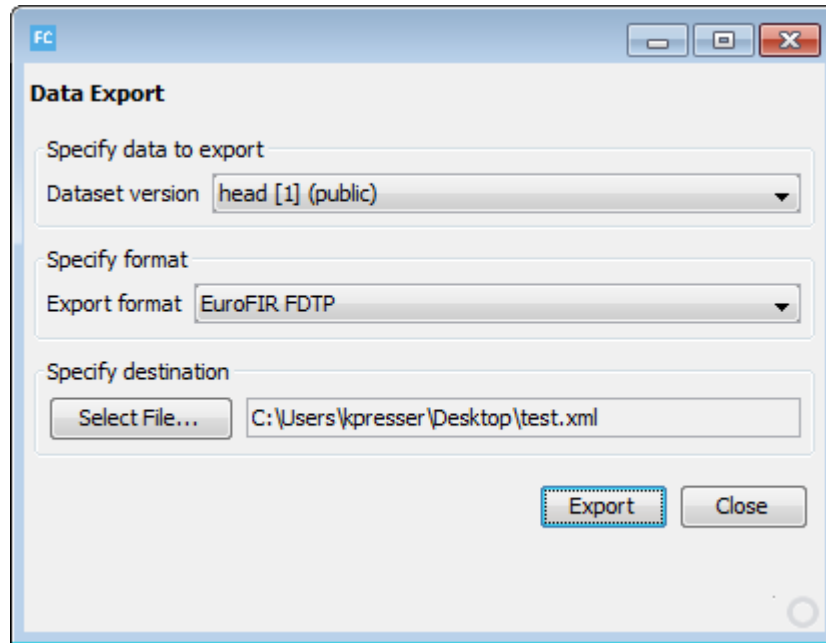 FC
Data Export
Specify data to export
Dataset version head [1] (public)
Specify format
Export format EuroFIR FDTP
Specify destination
Select File... C:\Users\kpresser\Desktop\test.xml
Export Close